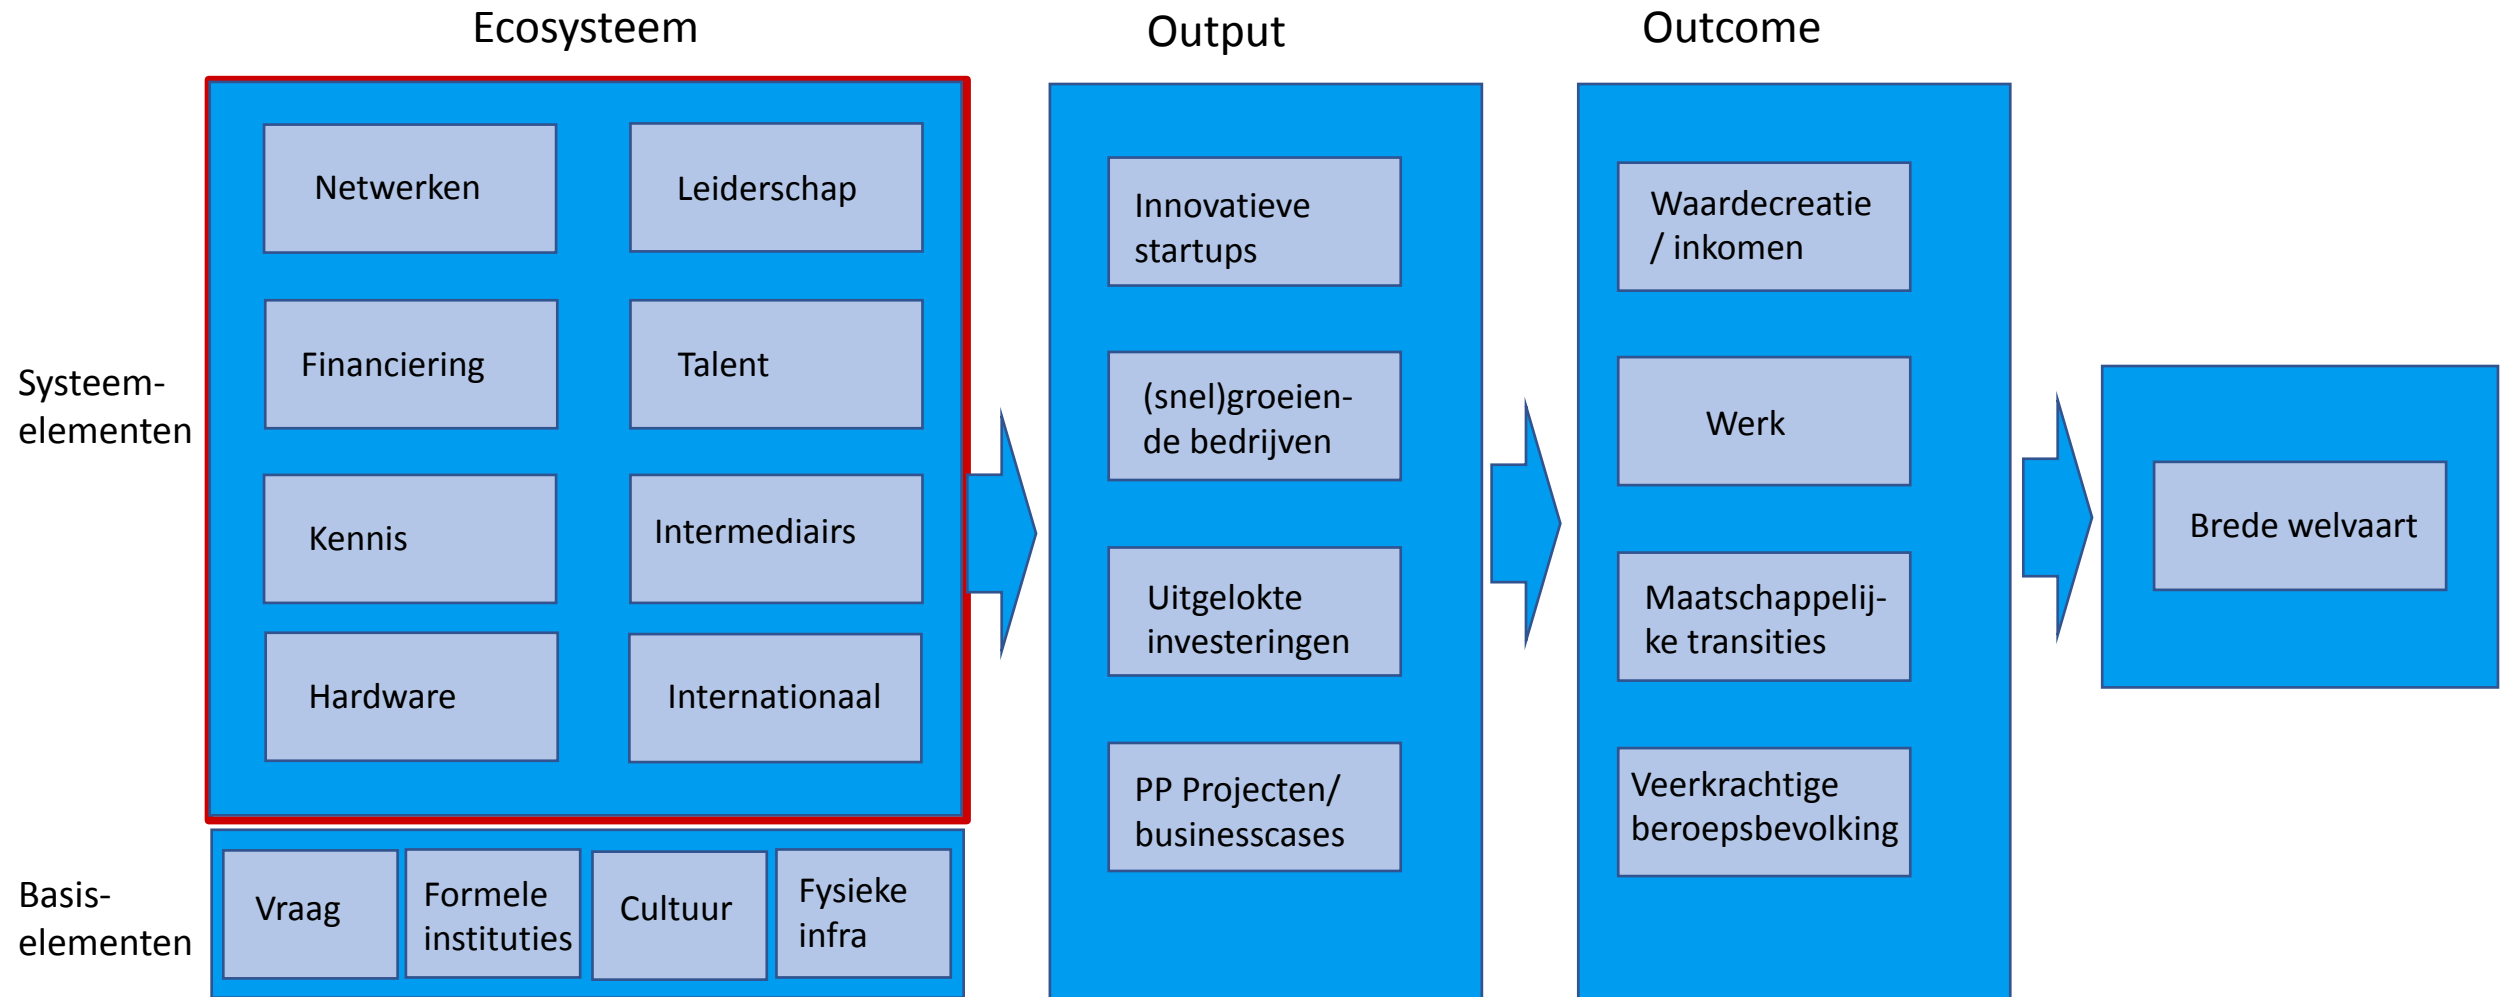 Ecosysteem
Output
Outcome
Systeem-
elementen
Netwerken
Leiderschap
Financiering
Talent
Kennis
Intermediairs
Hardware
Internationaal
Basis-
elementen
Vraag
Formele
instituties
Cultuur
Fysieke
infra
Innovatieve
startups
(snel)groeien-
de bedrijven
Uitgelokte
investeringen
PP Projecten/
businesscases
Waardecreatie
/ inkomen
Werk
Maatschappelij-
ke transities
Veerkrachtige
beroepsbevolking
Brede welvaart